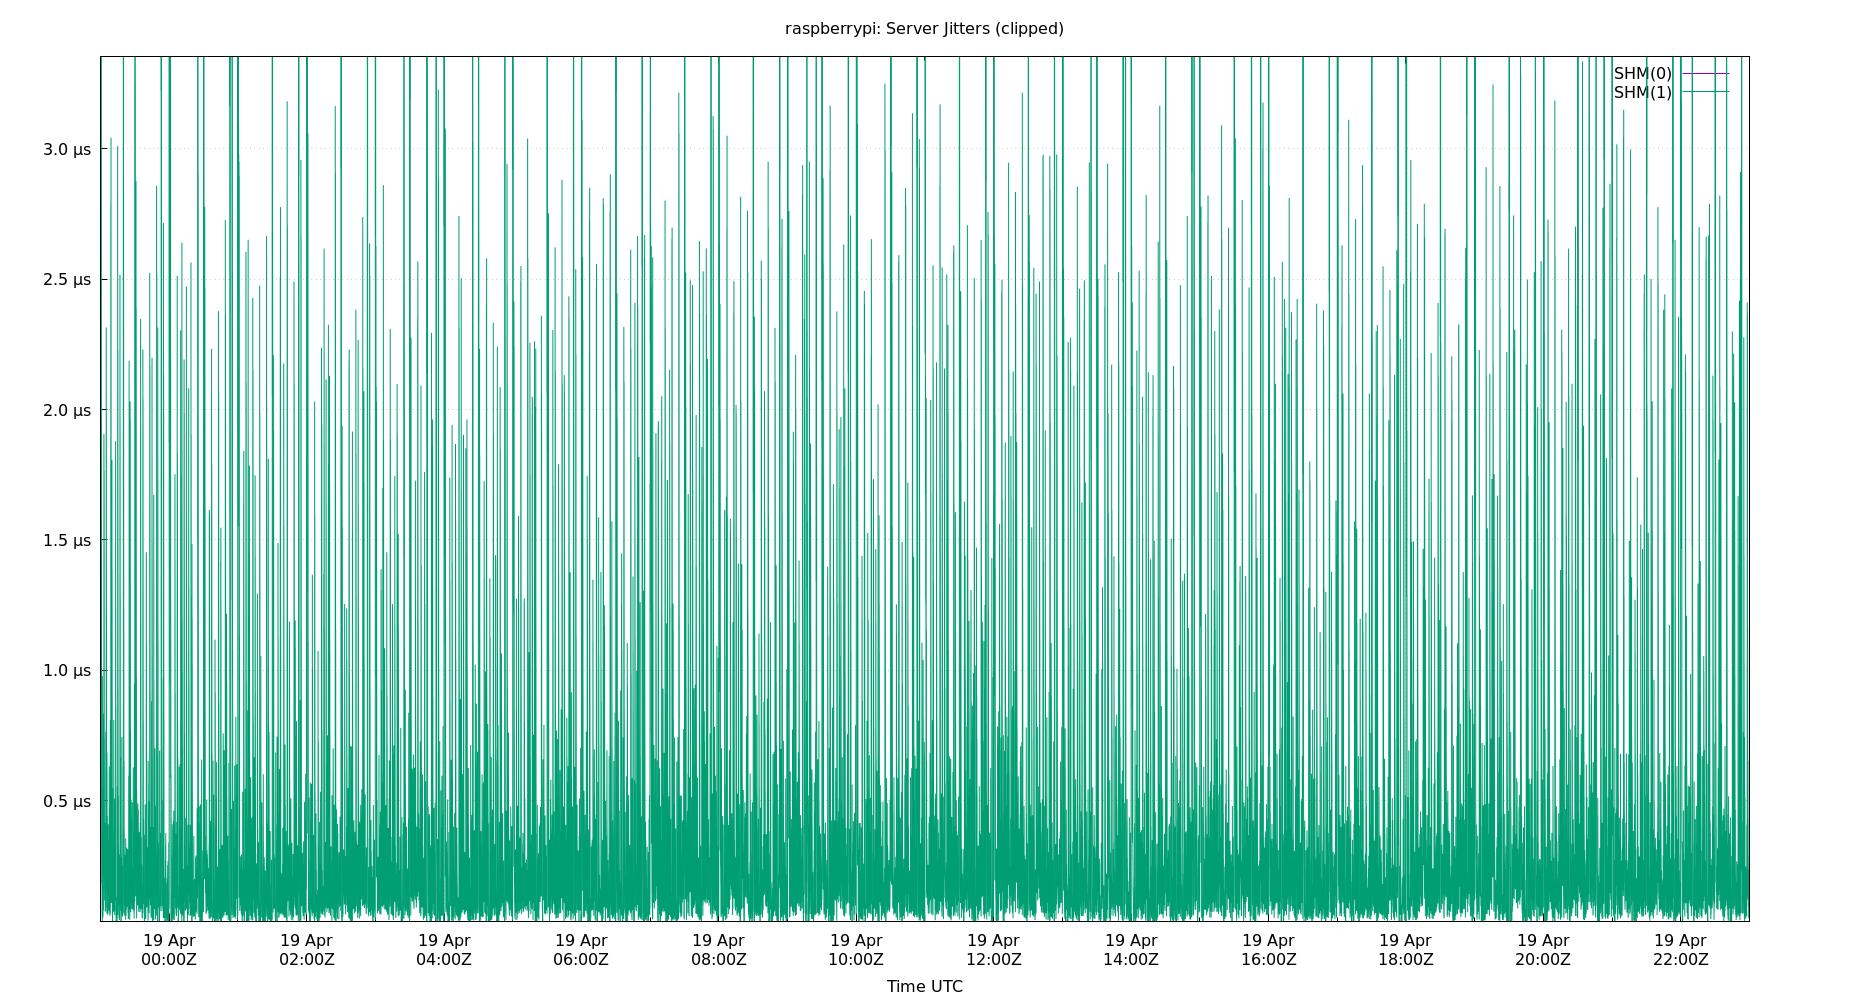 raspberrypi: Server Jitters (clipped)
SHM(0)
SHM(1)
3.0 µs
2.5 µs
2.0 µs
1.5 µs
1.0 µs
0.5 µs
19 Apr 19 Apr 19 Apr 19 Apr 19 Apr 19 Apr 19 Apr 19 Apr 19 Apr 19 Apr 19 Apr 19 Apr
00:00Z 02:00Z 04:00Z 06:00Z 08:00Z 10:00Z 12:00Z 14:00Z 16:00Z 18:00Z 20:00Z 22:00Z
Time UTC